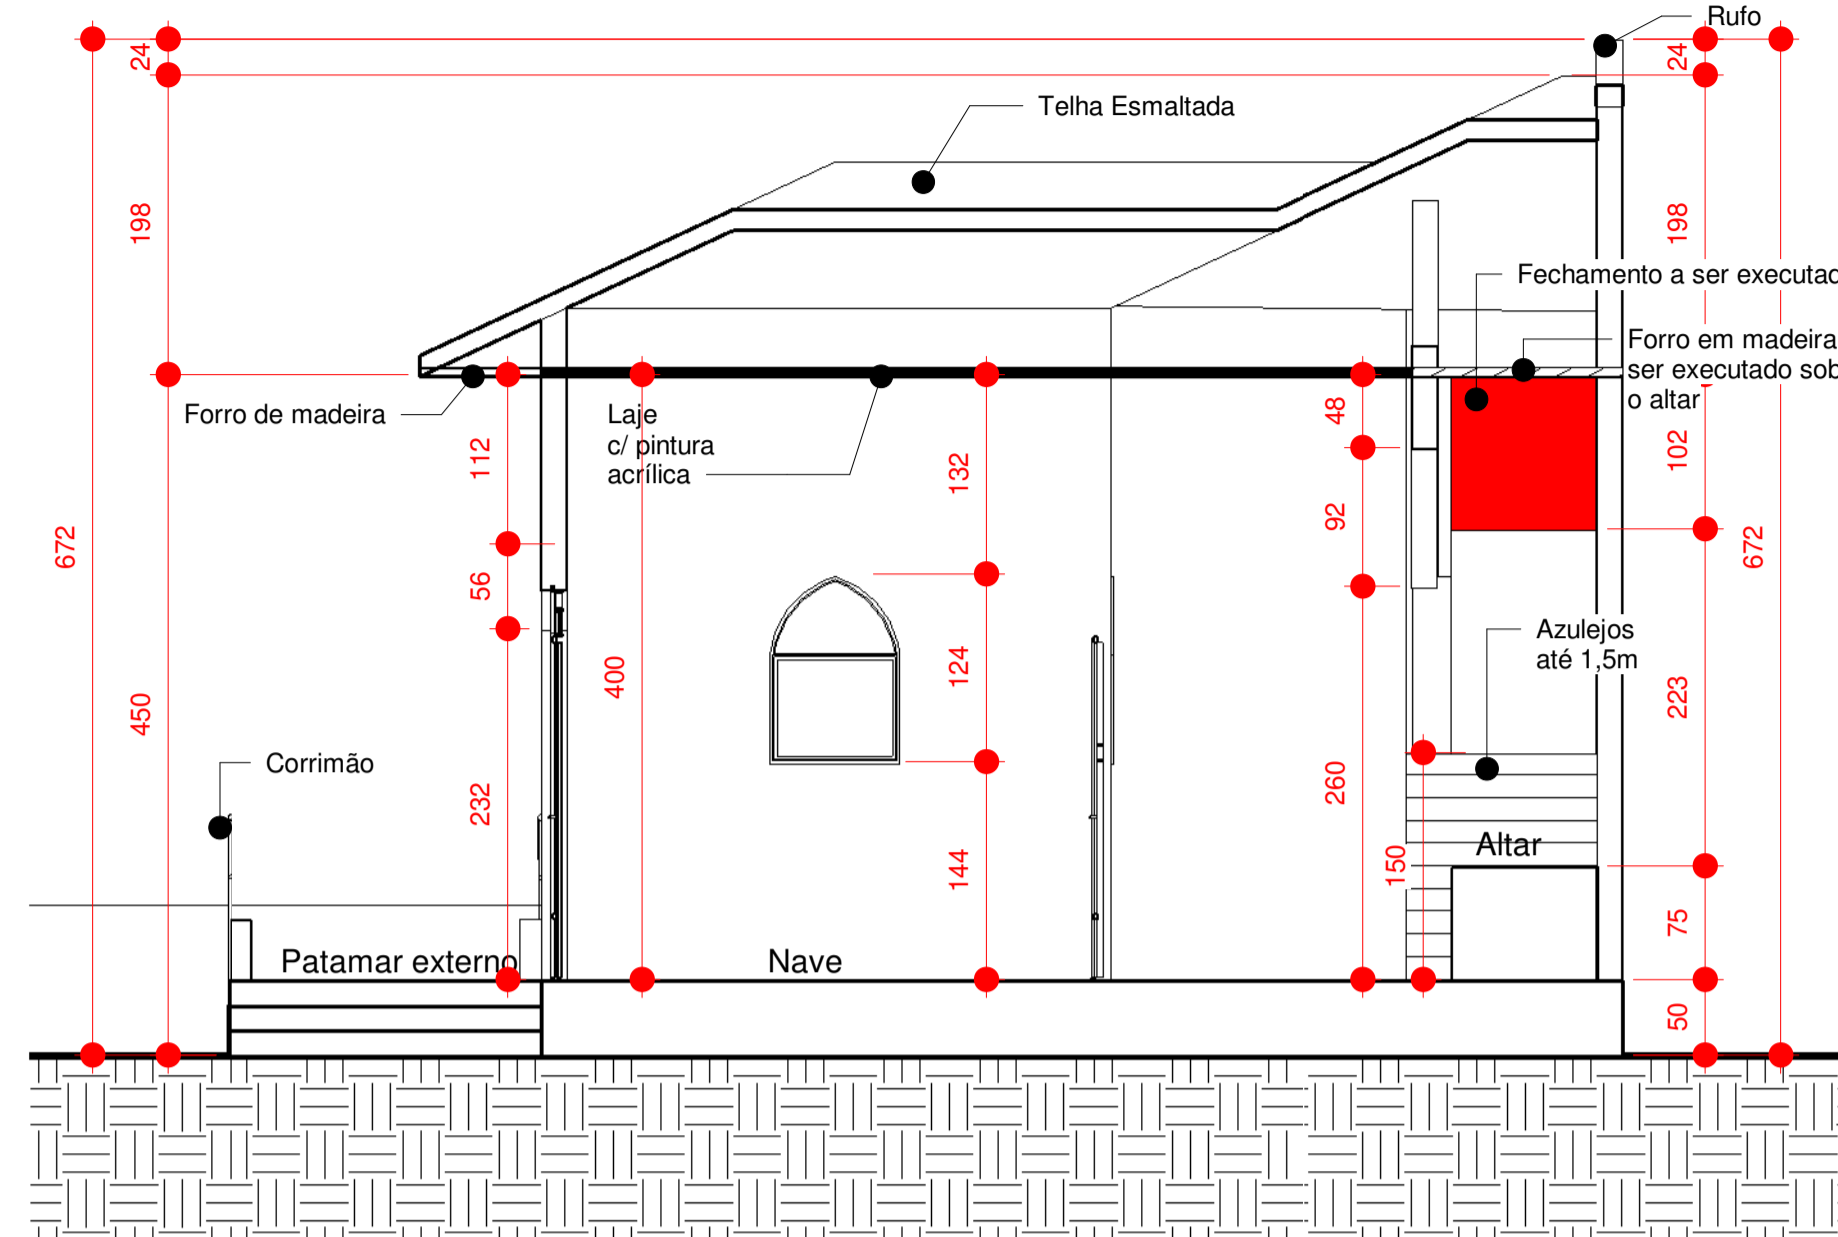 Rufo
24
24
Telha Esmaltada
198
198
Fechamento a ser executad
Forro em madeira
ser executado sob
o altar
Forro de madeira
Laje
c/ pintura
acrílica
112
132
48
102
672
56
92
672
Azulejos
até 1,5m
400
124
223
450
Corrimão
232
260
144
150
Altar
75
Patamar externo
Nave
50